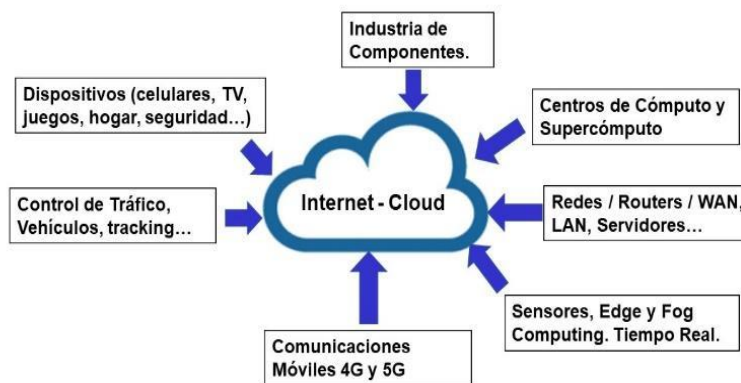 Industria de
Componentes.
Dispositivos (celulares, TV,
juegos, hogar, seguridad…)
Centros de Cómputo y
Supercómputo
Internet - Cloud
Control de Tráfico,
Vehículos, tracking…
Redes / Routers / WAN,
LAN, Servidores…
Sensores, Edge y Fog
Computing. Tiempo Real.
Comunicaciones
Móviles 4G y 5G